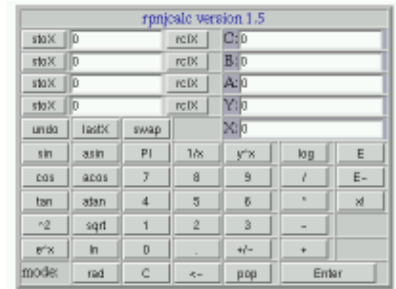 rpnjcalc version 1.5
stoX 0 rclX C: 0
stoX 0 rclX B: 0
stoX 0 rclX A: 0
stoX 0 rclX Y: 0
undo lastX swap X: 0
sin asin PI 1/x y^x log E
cos acos 7 8 9 / E-
tan atan 4 5 6 * x!
^2 sqrt 1 2 3 -
e^x ln 0 . +/- +
mode: rad C <- pop Enter